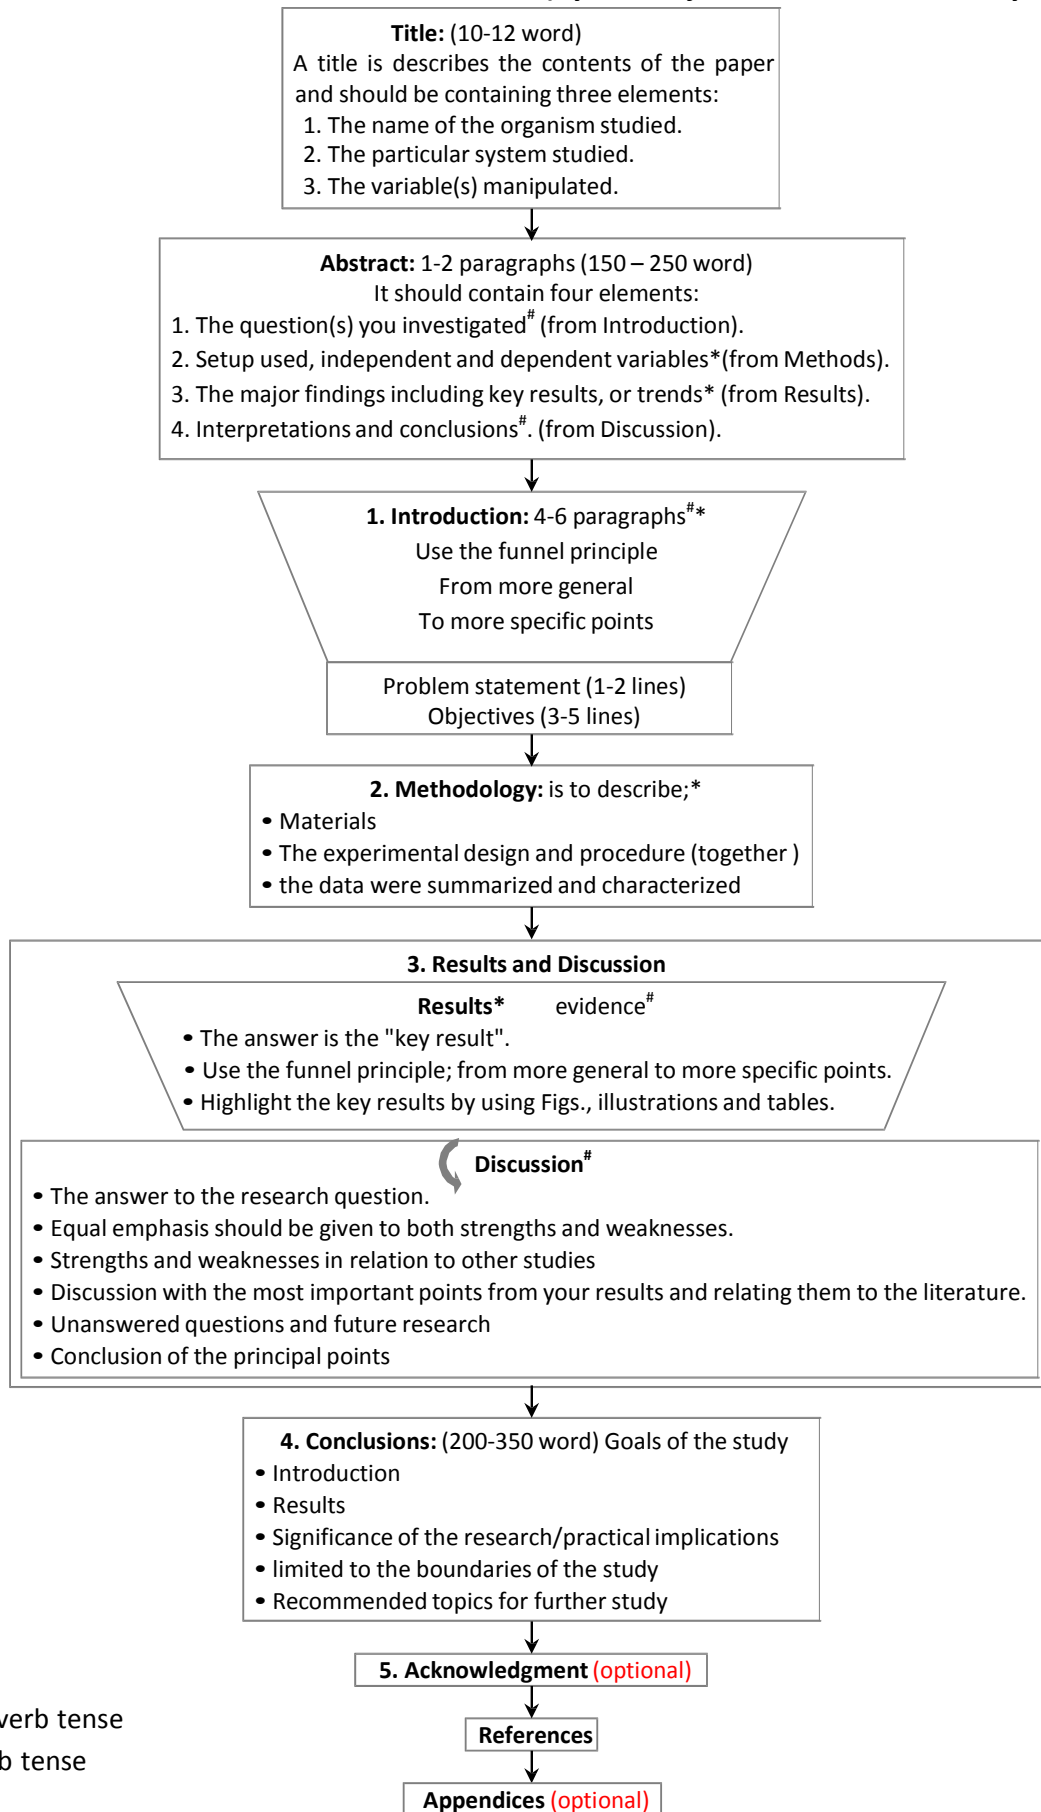 Title: (10-12 word)
A title is describes the contents of the paper
and should be containing three elements:
1. The name of the organism studied.
2. The particular system studied.
3. The variable(s) manipulated.
Abstract: 1-2 paragraphs (150 – 250 word)
It should contain four elements:
1. The question(s) you investigated# (from Introduction).
2. Setup used, independent and dependent variables*(from Methods).
3. The major findings including key results, or trends* (from Results).
4. Interpretations and conclusions#. (from Discussion).
1. Introduction: 4-6 paragraphs#*
Use the funnel principle
From more general
To more specific points
Problem statement (1-2 lines)
Objectives (3-5 lines)
2. Methodology: is to describe;*
• Materials
• The experimental design and procedure (together )
• the data were summarized and characterized
3. Results and Discussion
Results* evidence#
• The answer is the "key result".
• Use the funnel principle; from more general to more specific points.
• Highlight the key results by using Figs., illustrations and tables.
Discussion#
• The answer to the research question.
• Equal emphasis should be given to both strengths and weaknesses.
• Strengths and weaknesses in relation to other studies
• Discussion with the most important points from your results and relating them to the literature.
• Unanswered questions and future research
• Conclusion of the principal points
4. Conclusions: (200-350 word) Goals of the study
• Introduction
• Results
• Significance of the research/practical implications
• limited to the boundaries of the study
• Recommended topics for further study
5. Acknowledgment (optional)
verb tense
References
b tense
Appendices (optional)